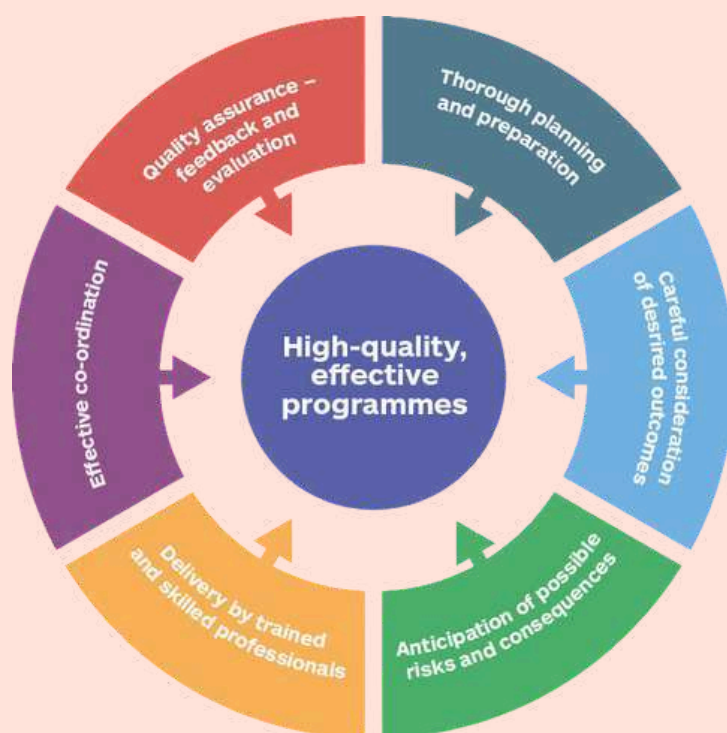 Quality assurance –
feedback and
evaluation
Thorough planning
and preparation
Careful consideration
of desrired outcomes
Anticipation of possible
risks and consequences
Delivery by trained
and skilled professionals
Effective co-ordination
High-quality,
effective
programmes